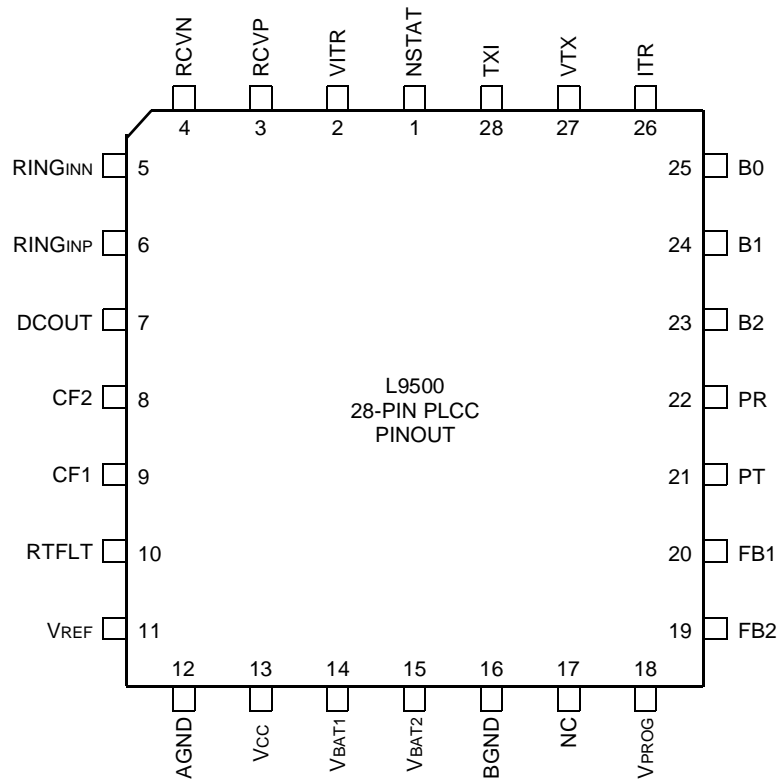 RCVN
RCVP
VITR
NSTAT
TXI
VTX
ITR
4
3
2
1
28
27
26
RINGINN
5
25
B0
RINGINP
6
24
B1
DCOUT
7
23
B2
CF2
8
22
PR
CF1
9
21
PT
RTFLT
10
20
FB1
VREF
11
19
FB2
L9500
28-PIN PLCC
PINOUT
12
13
14
15
16
17
18
AGND
VCC
VBAT1
VBAT2
BGND
NC
VPROG